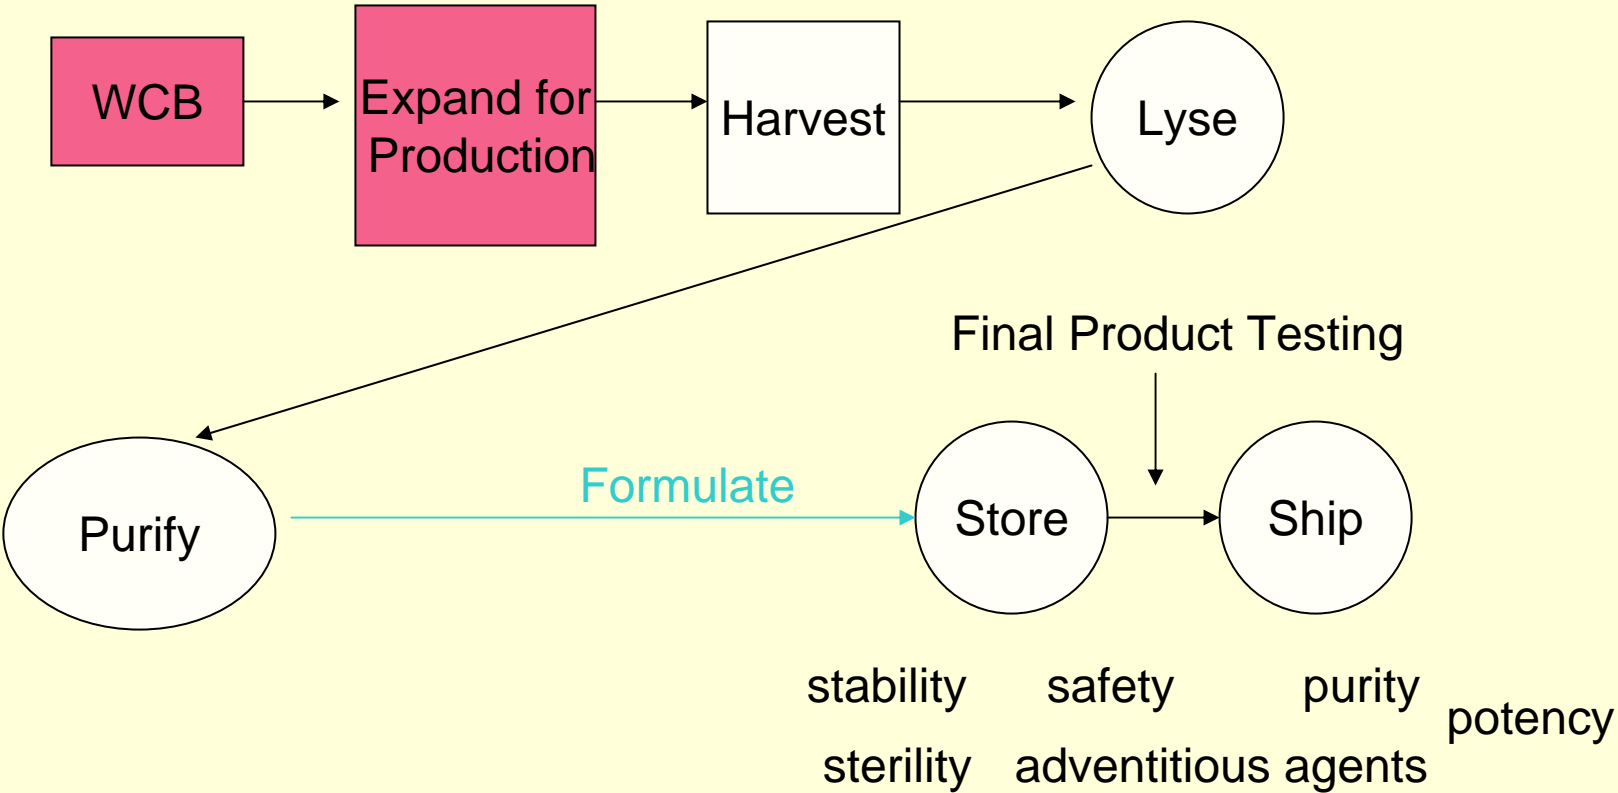 WCB
Expand for
Production
Harvest
Lyse
Final Product Testing
Purify
Formulate
Store
Ship
stability
safety
purity
potency
sterility
adventitious agents